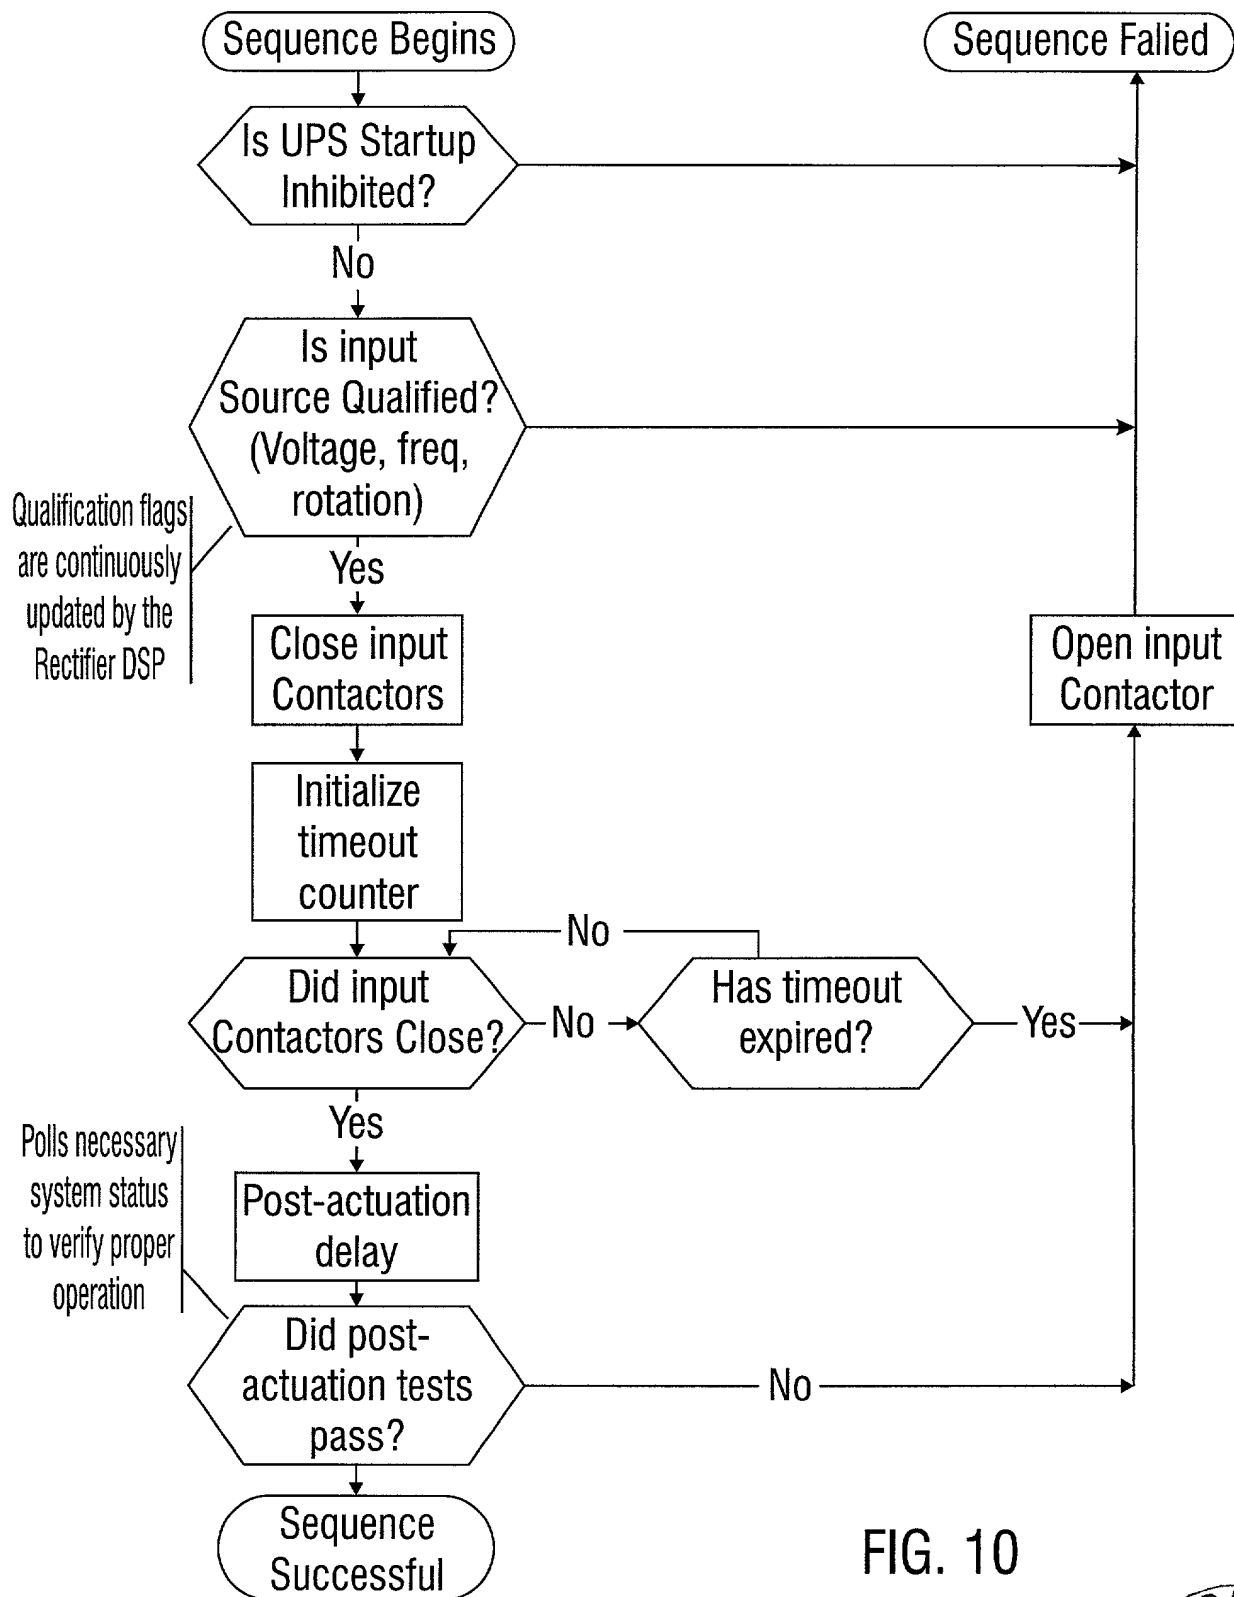 Sequence Begins
Sequence Falied
Is UPS Startup
Inhibited?
No
Is input
Source Qualified?
(Voltage, freq,
rotation)
Qualification flags
are continuously
updated by the
Rectifier DSP
Yes
Close input
Contactors
Open input
Contactor
Initialize
timeout
counter
No
Did input
Contactors Close?
No
Has timeout
expired?
Yes
Yes
Polls necessary
system status
to verify proper
operation
Post-actuation
delay
Did post-
actuation tests
pass?
No
Sequence
Successful
FIG. 10